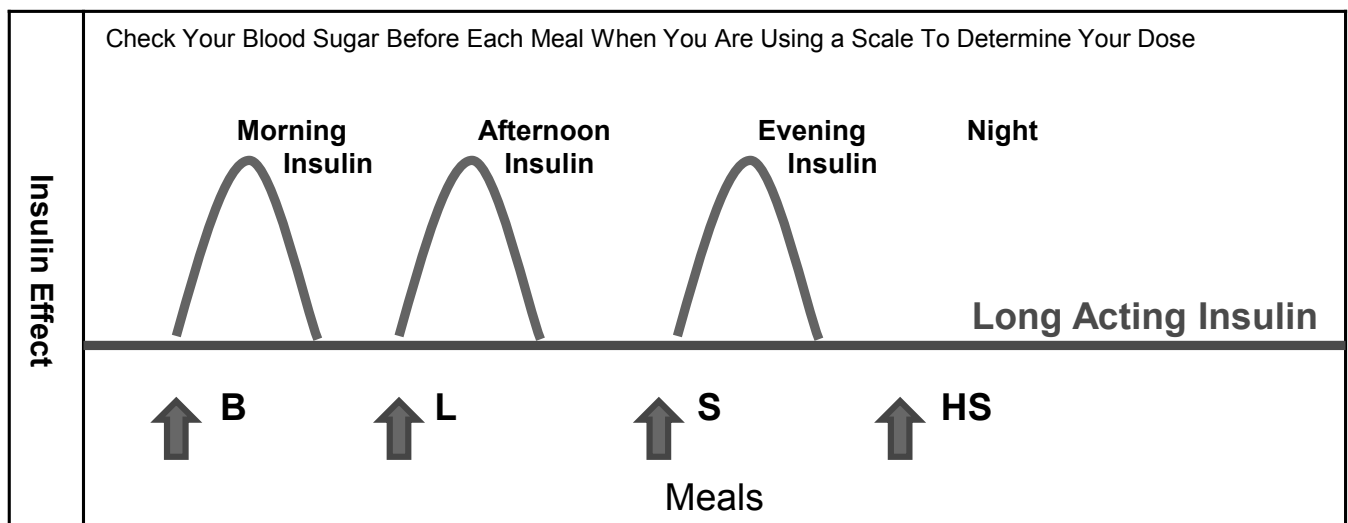 Check Your Blood Sugar Before Each Meal When You Are Using a Scale To Determine Your Dose
Morning
Insulin
Afternoon
Insulin
Evening
Insulin
Night
Insulin Effect
Long Acting Insulin
B
L
S
HS
Meals